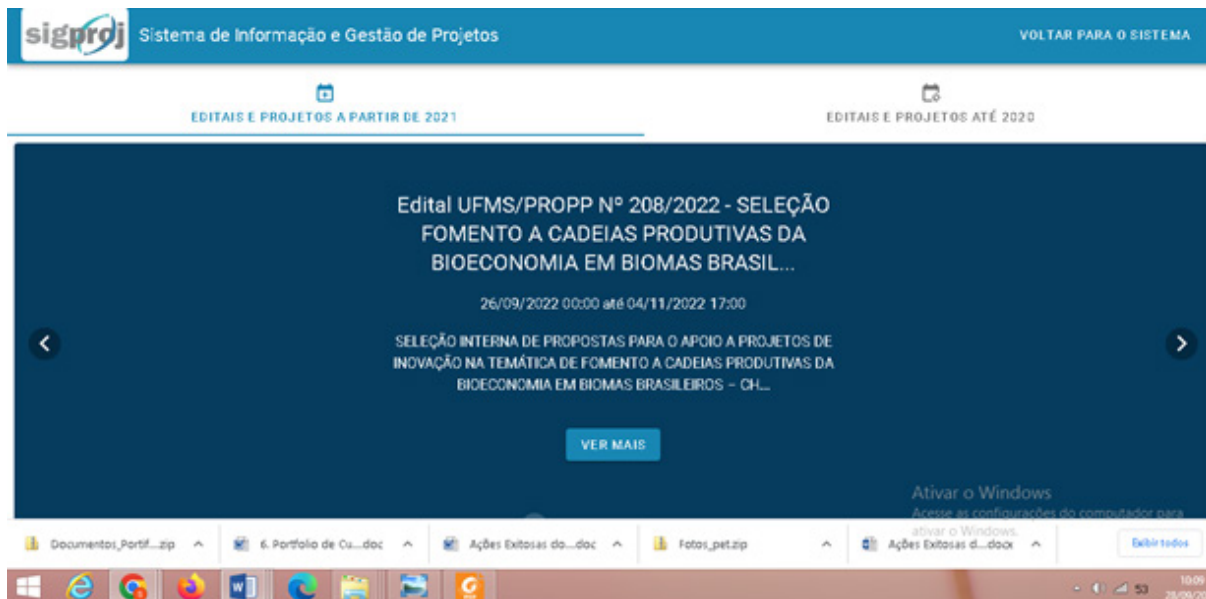 sigproj Sistema de Informação e Gestão de Projetos
VOLTAR PARA O SISTEMA
EDITAIS E PROJETOS A PARTIR DE 2021
EDITAIS E PROJETOS ATÉ 2020
Edital UFMS/PROPP Nº 208/2022 - SELEÇÃO
FOMENTO A CADEIAS PRODUTIVAS DA
BIOECONOMIA EM BIOMAS BRASIL...
26/09/2022 00:00 até 04/11/2022 17:00
SELEÇÃO INTERNA DE PROPOSTAS PARA O APOIO A PROJETOS DE
INOVAÇÃO NA TEMÁTICA DE FOMENTO A CADEIAS PRODUTIVAS DA
BIOECONOMIA EM BIOMAS BRASILEIROS – CH...
VER MAIS
Ativar o Windows
Acesse as configurações do computador para
ativar o Windows.
Documentos_Portif....zip
6. Portfolio de Cu....doc
Ações Exitosas do....doc
Fotos_pet.zip
Ações Exitosas d....docx
Exibir todos
53
10:09
28/09/20